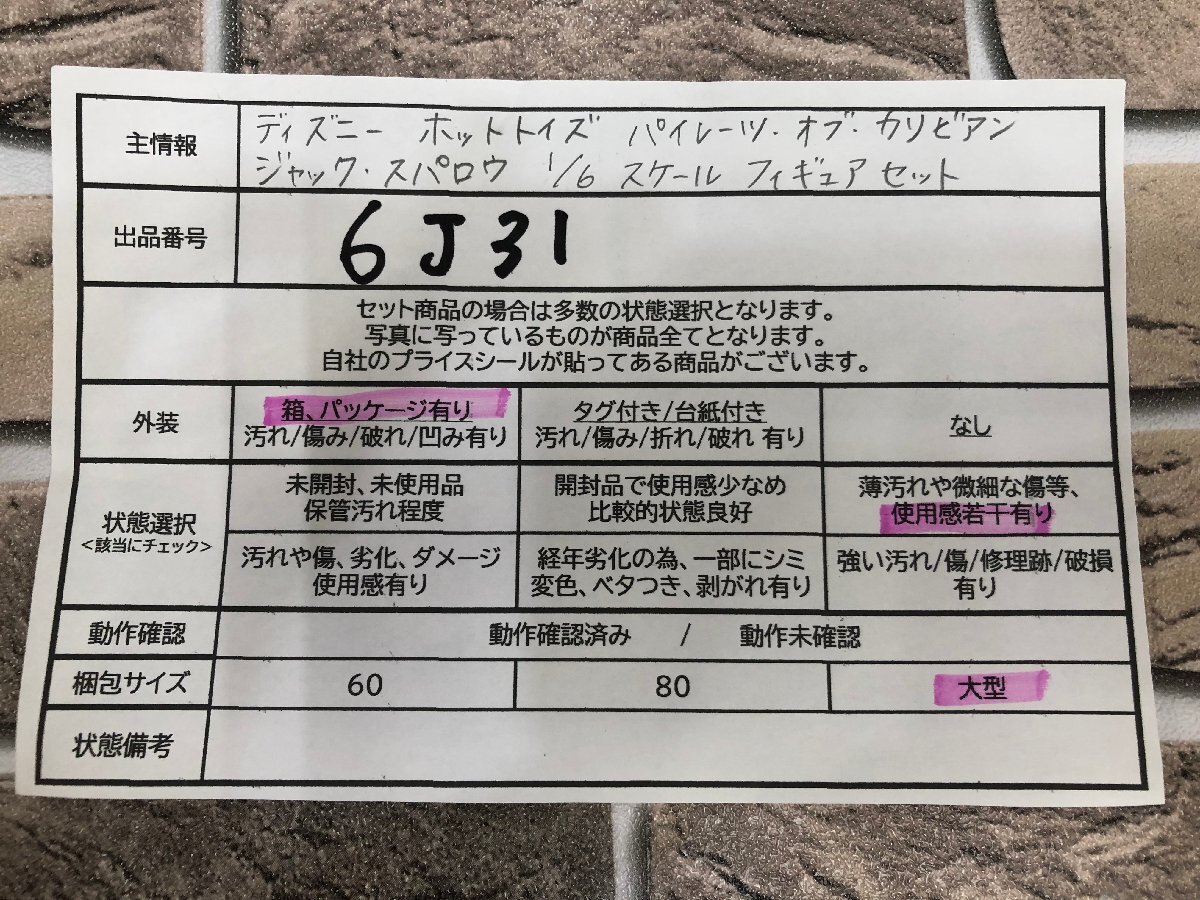 主情報
ディズニー ホットトイズ パイレーツ・オブ・カリビアン
ジャック・スパロウ 1/6 スケール フィギュアセット
出品番号
6J31
セット商品の場合は多数の状態選択となります。
写真に写っているものが商品全てとなります。
自社のプライスシールが貼ってある商品がございます。
外装
箱、パッケージ有り
汚れ/傷み/破れ/凹み有り
タグ付き/台紙付き
汚れ/傷み/折れ/破れ 有り
なし
状態選択
<該当にチェック>
未開封、未使用品
保管汚れ程度
開封品で使用感少なめ
比較的状態良好
薄汚れや微細な傷等、
使用感若干有り
汚れや傷、劣化、ダメージ
使用感有り
経年劣化の為、一部にシミ
変色、ベタつき、剥がれ有り
強い汚れ/傷/修理跡/破損
有り
動作確認
動作確認済み / 動作未確認
梱包サイズ
60
80
大型
状態備考